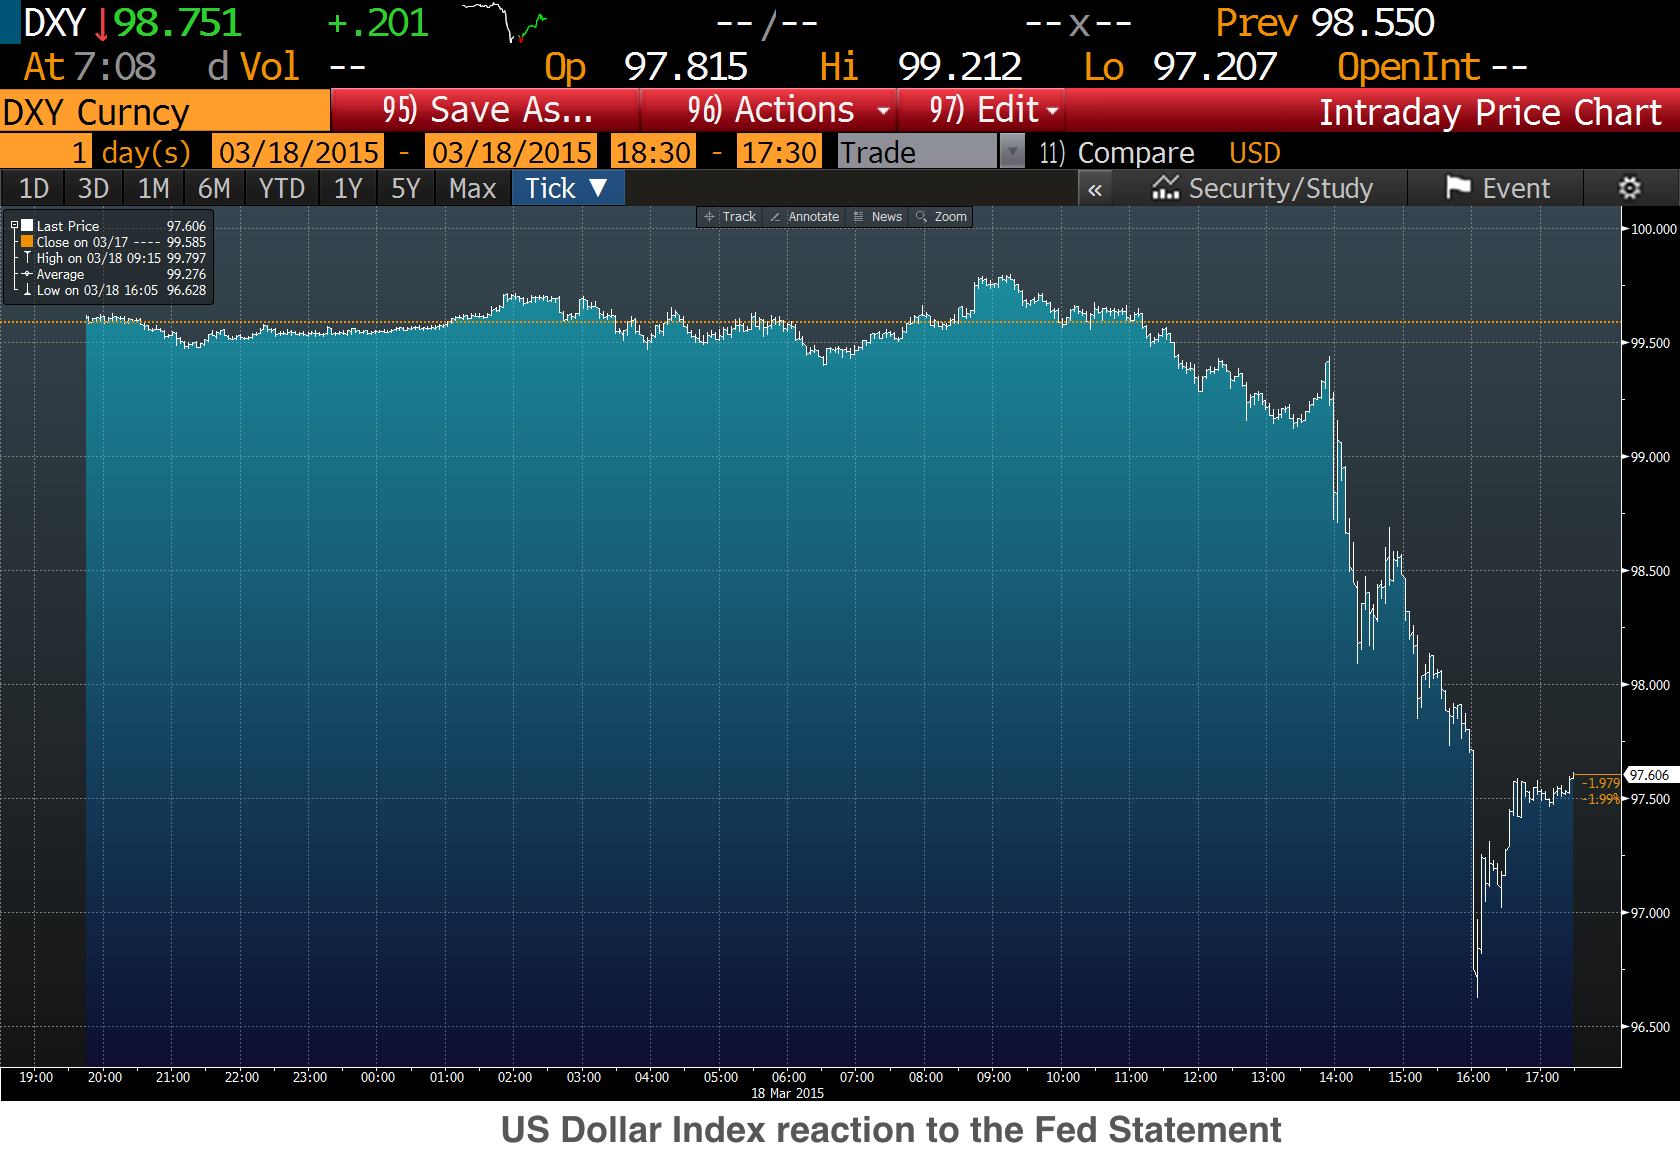 DXY ↓98.751 +.201 --/-- --x-- Prev 98.550
At 7:08 d Vol -- Op 97.815 Hi 99.212 Lo 97.207 OpenInt --
DXY Curncy 95) Save As... 96) Actions 97) Edit Intraday Price Chart
1 day(s) 03/18/2015 - 03/18/2015 18:30 - 17:30 Trade 11) Compare USD
1D 3D 1M 6M YTD 1Y 5Y Max Tick ▼ « Security/Study Event
Track Annotate News Zoom
Last Price 97.606
Close on 03/17 ---- 99.585
High on 03/18 09:15 99.797
Average 99.276
Low on 03/18 16:05 96.628
100.000
99.500
99.000
98.500
98.000
97.606
-1.979
97.500
-1.99%
97.000
96.500
19:00 20:00 21:00 22:00 23:00 00:00 01:00 02:00 03:00 04:00 05:00 06:00 07:00 08:00 09:00 10:00 11:00 12:00 13:00 14:00 15:00 16:00 17:00
18 Mar 2015
US Dollar Index reaction to the Fed Statement